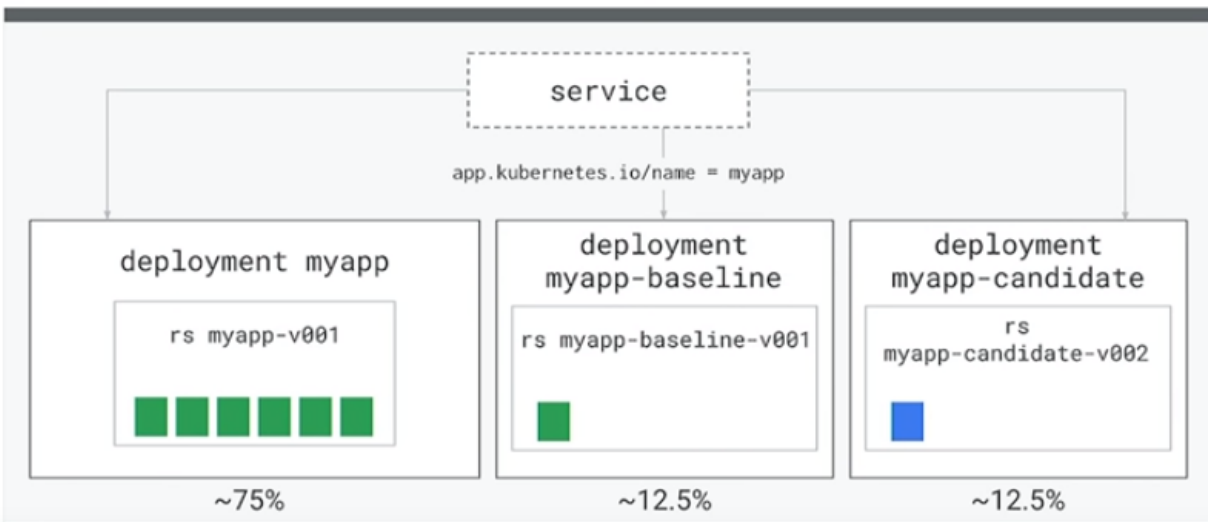 service
app.kubernetes.io/name = myapp
deployment myapp
rs myapp-v001
~75%
deployment
myapp-baseline
rs myapp-baseline-v001
~12.5%
deployment
myapp-candidate
rs
myapp-candidate-v002
~12.5%